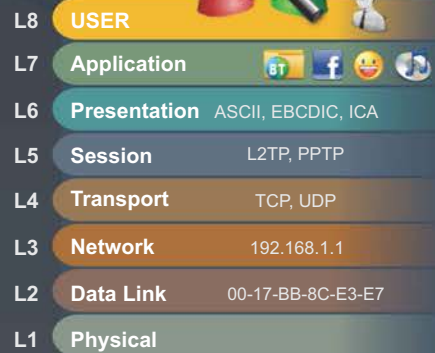 L8 USER
L7 Application BT f
L6 Presentation ASCII, EBCDIC, ICA
L5 Session L2TP, PPTP
L4 Transport TCP, UDP
L3 Network 192.168.1.1
L2 Data Link 00-17-BB-8C-E3-E7
L1 Physical